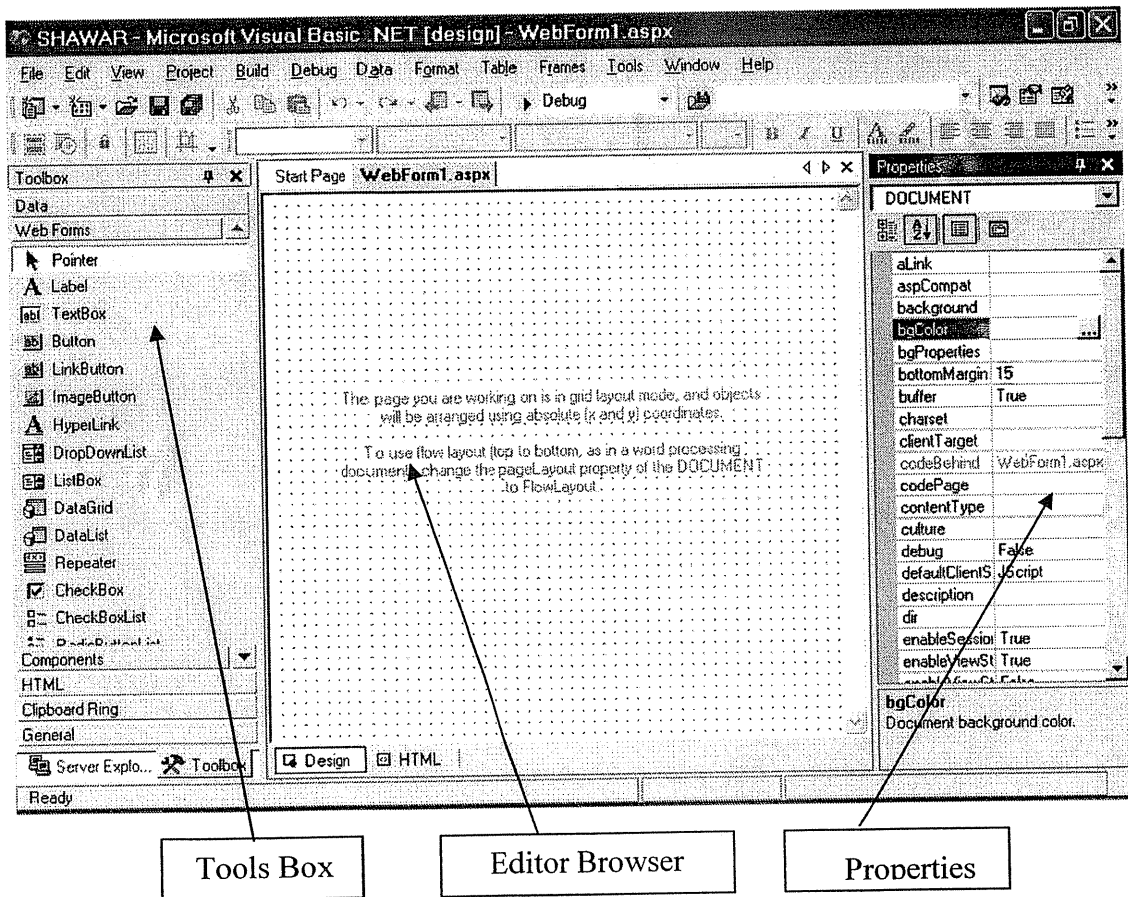 SHAWAR - Microsoft Visual Basic .NET [design] - WebForm1.aspx
File Edit View Project Build Debug Data Format Table Frames Tools Window Help
Debug
B I U
Toolbox
Data
Web Forms
Pointer
Label
TextBox
Button
LinkButton
ImageButton
HyperLink
DropDownList
ListBox
DataGrid
DataList
Repeater
CheckBox
CheckBoxList
RadioButtonList
Components
HTML
Clipboard Ring
General
Server Explo... Toolbox
Start Page WebForm1.aspx
The page you are working on is in grid layout mode, and objects
will be arranged using absolute (x and y) coordinates.
To use flow layout (top to bottom, as in a word processing
document), change the pageLayout property of the DOCUMENT
to FlowLayout.
Design HTML
Properties
DOCUMENT
aLink
aspCompat
background
bgColor ...
bgProperties
bottomMargin 15
buffer True
charset
clientTarget
codeBehind WebForm1.aspx
codePage
contentType
culture
debug False
defaultClientS JScript
description
dir
enableSession True
enableViewSt True
enableViewSt False
bgColor
Document background color.
Ready
Tools Box
Editor Browser
Properties